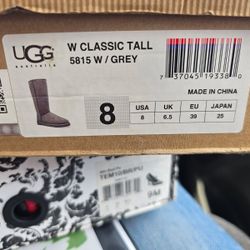 UGG
australia
W CLASSIC TALL
5815 W / GREY
7 37045 19338
MADE IN CHINA
8
USA UK EU JAPAN
8 6.5 39 25
9M